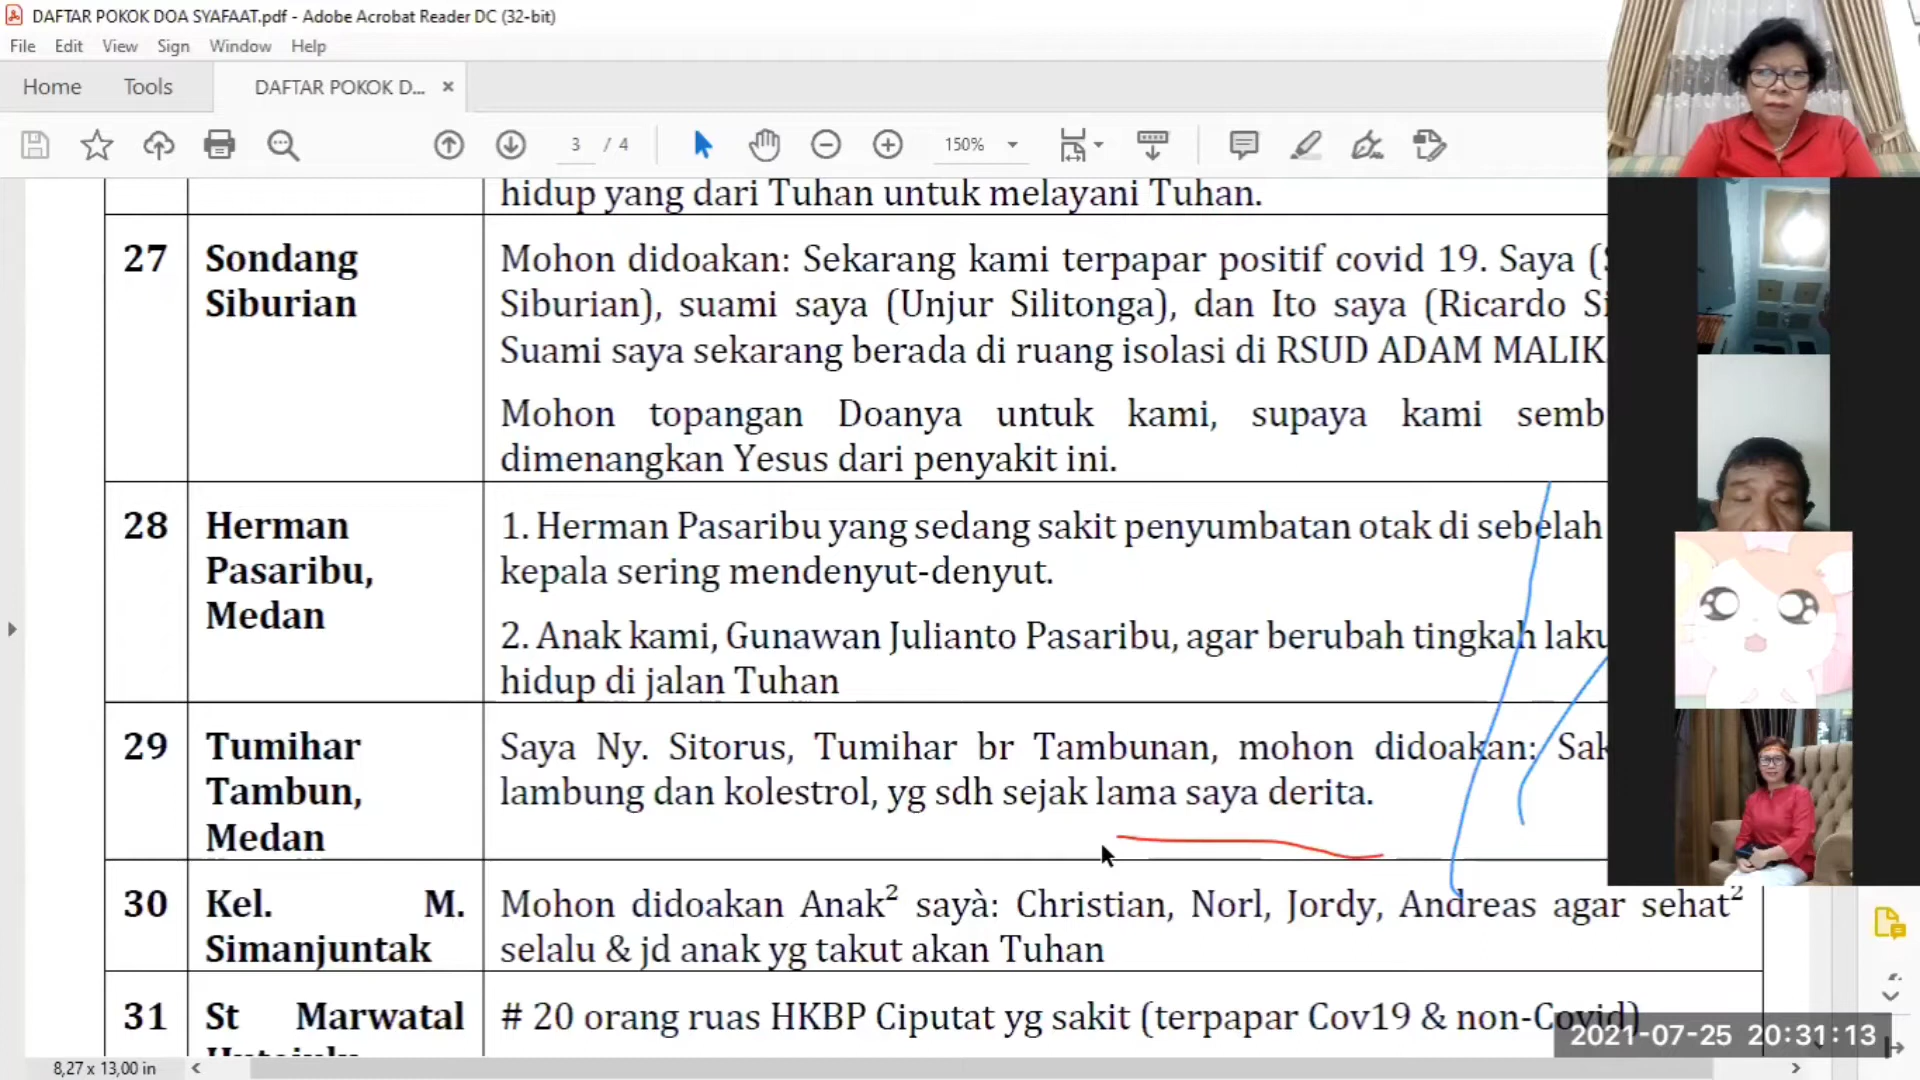 DAFTAR POKOK DOA SYAFAAT.pdf - Adobe Acrobat Reader DC (32-bit)
File Edit View Sign Window Help
Home Tools DAFTAR POKOK D... ×
3 / 4 150%
hidup yang dari Tuhan untuk melayani Tuhan.
27 Sondang Siburian
Mohon didoakan: Sekarang kami terpapar positif covid 19. Saya (
Siburian), suami saya (Unjur Silitonga), dan Ito saya (Ricardo
Suami saya sekarang berada di ruang isolasi di RSUD ADAM MALIK
Mohon topangan Doanya untuk kami, supaya kami
dimenangkan Yesus dari penyakit ini.
28 Herman Pasaribu, Medan
1. Herman Pasaribu yang sedang sakit penyumbatan otak di sebelah
kepala sering mendenyut-denyut.
2. Anak kami, Gunawan Julianto Pasaribu, agar berubah tingkah laku
hidup di jalan Tuhan
29 Tumihar Tambun, Medan
Saya Ny. Sitorus, Tumihar br Tambunan, mohon didoakan:
lambung dan kolestrol, yg sdh sejak lama saya derita.
30 Kel. M. Simanjuntak
Mohon didoakan Anak² sayà: Christian, Norl, Jordy, Andreas agar sehat²
selalu & jd anak yg takut akan Tuhan
31 St Marwatal
# 20 orang ruas HKBP Ciputat yg sakit (terpapar Cov19 & non-Covid)
2021-07-25 20:31:13
8,27 x 13,00 in